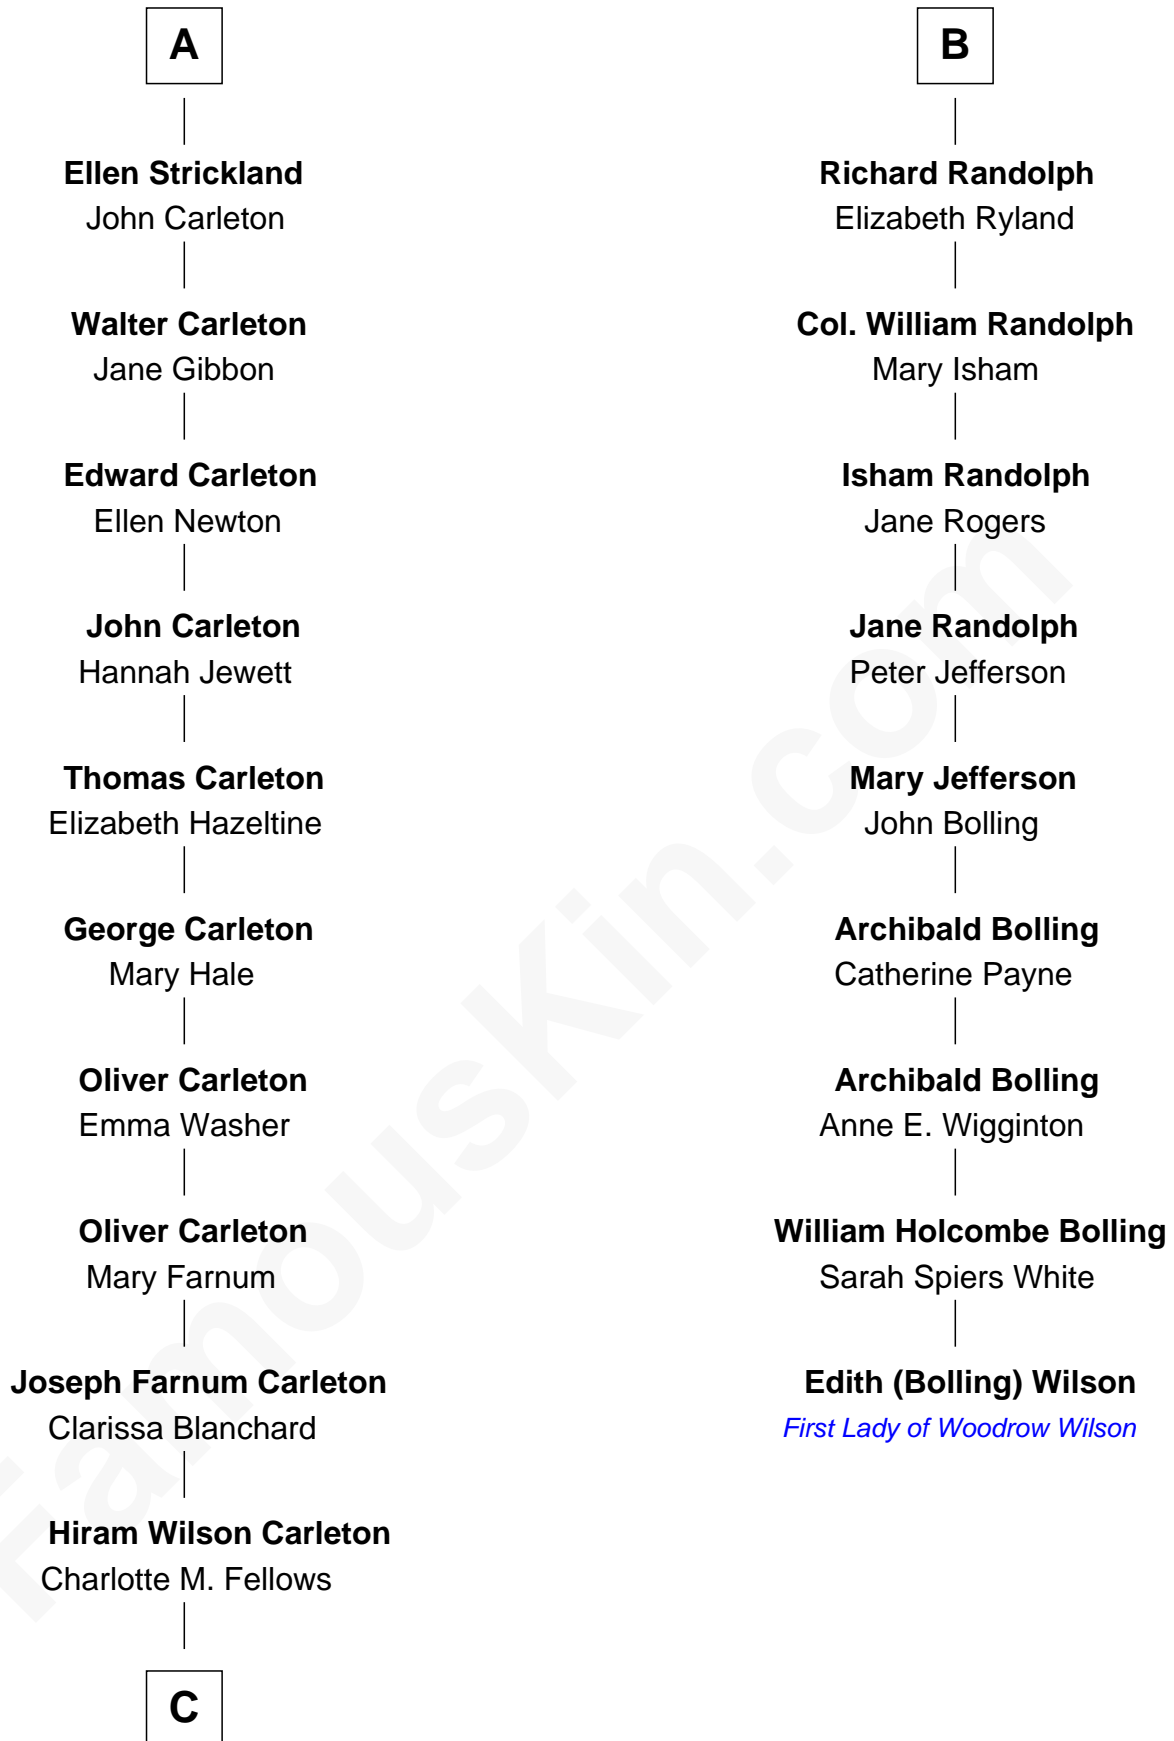 A
Ellen Strickland
John Carleton
Walter Carleton
Jane Gibbon
Edward Carleton
Ellen Newton
John Carleton
Hannah Jewett
Thomas Carleton
Elizabeth Hazeltine
George Carleton
Mary Hale
Oliver Carleton
Emma Washer
Oliver Carleton
Mary Farnum
Joseph Farnum Carleton
Clarissa Blanchard
Hiram Wilson Carleton
Charlotte M. Fellows
C
B
Richard Randolph
Elizabeth Ryland
Col. William Randolph
Mary Isham
Isham Randolph
Jane Rogers
Jane Randolph
Peter Jefferson
Mary Jefferson
John Bolling
Archibald Bolling
Catherine Payne
Archibald Bolling
Anne E. Wigginton
William Holcombe Bolling
Sarah Spiers White
Edith (Bolling) Wilson
First Lady of Woodrow Wilson
FamousKin.com